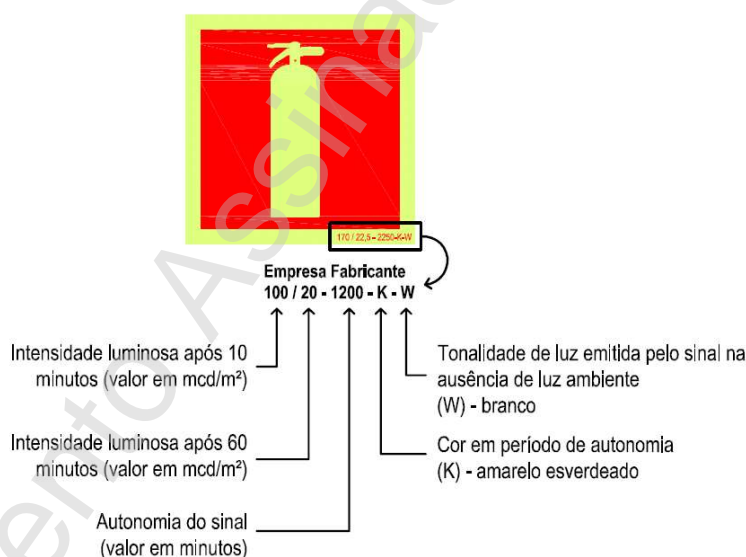 170 / 22,5 - 2250-K-W
Empresa Fabricante
100 / 20 - 1200 - K - W
Intensidade luminosa após 10
minutos (valor em mcd/m²)
Tonalidade de luz emitida pelo sinal na
ausência de luz ambiente
(W) - branco
Intensidade luminosa após 60
minutos (valor em mcd/m²)
Cor em período de autonomia
(K) - amarelo esverdeado
Autonomia do sinal
(valor em minutos)